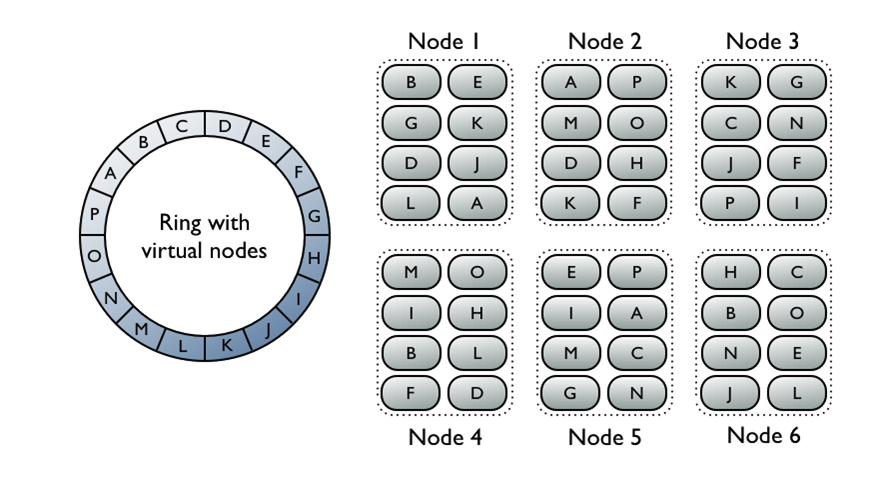 Node 1
Node 2
Node 3
B E
A P
K G
G K
M O
C N
D J
D H
J F
L A
K F
P I
A
B
C
D
E
F
G
H
I
J
K
L
M
N
O
P
Ring with
virtual nodes
M O
E P
H C
I H
I A
B O
B L
M C
N E
F D
G N
J L
Node 4
Node 5
Node 6